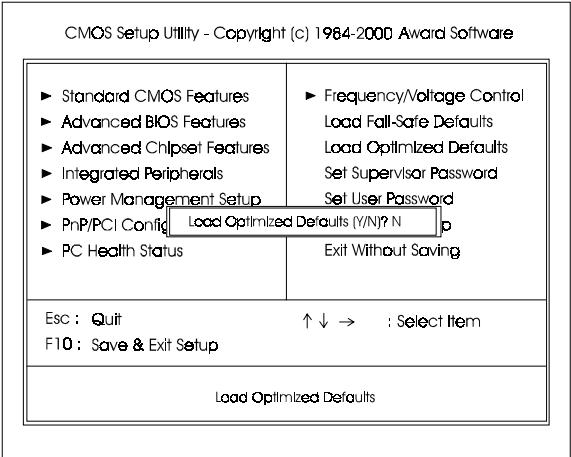 CMOS Setup Utility - Copyright (c) 1984-2000 Award Software
► Standard CMOS Features
► Advanced BIOS Features
► Advanced Chipset Features
► Integrated Peripherals
► Power Management Setup
► PnP/PCI Config
► PC Health Status
► Frequency/Voltage Control
Load Fail-Safe Defaults
Load Optimized Defaults
Set Supervisor Password
Set User Password
p
Exit Without Saving
Load Optimized Defaults (Y/N)? N
Esc : Quit
F10 : Save & Exit Setup
↑ ↓ → : Select Item
Load Optimized Defaults